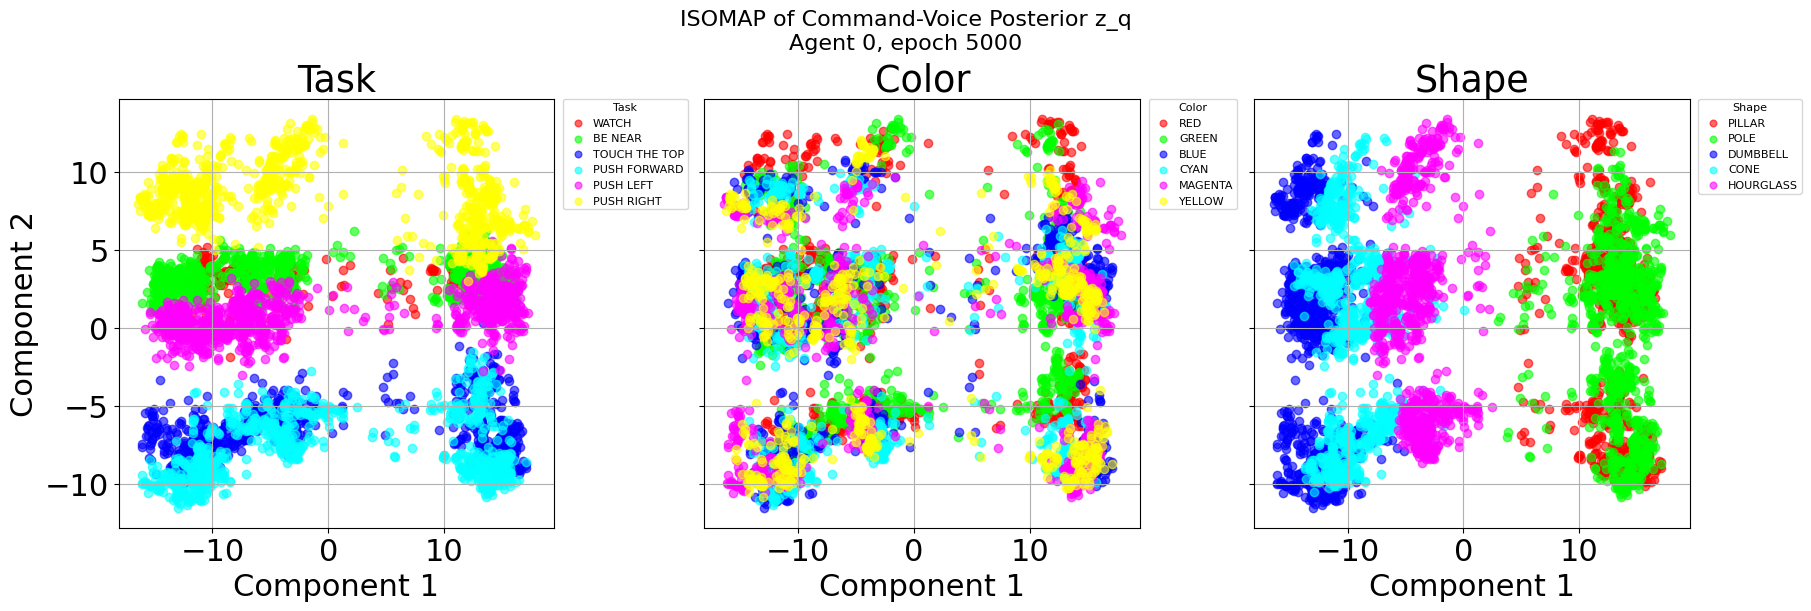 ISOMAP of Command-Voice Posterior z_q
Agent 0, epoch 5000
Task
Color
Shape
Task
WATCH
BE NEAR
TOUCH THE TOP
PUSH FORWARD
PUSH LEFT
PUSH RIGHT
Color
RED
GREEN
BLUE
CYAN
MAGENTA
YELLOW
Shape
PILLAR
POLE
DUMBBELL
CONE
HOURGLASS
Component 2
10
5
0
−5
−10
−10 0 10
−10 0 10
−10 0 10
Component 1
Component 1
Component 1